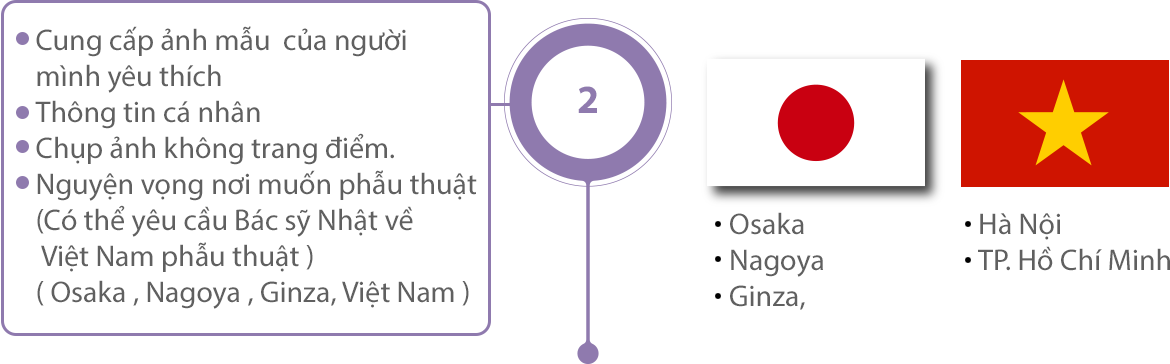 • Cung cấp ảnh mẫu của người
mình yêu thích
• Thông tin cá nhân
• Chụp ảnh không trang điểm.
• Nguyện vọng nơi muốn phẫu thuật
(Có thể yêu cầu Bác sỹ Nhật về
Việt Nam phẫu thuật )
( Osaka , Nagoya , Ginza, Việt Nam )
2
• Osaka
• Nagoya
• Ginza,
• Hà Nội
• TP. Hồ Chí Minh